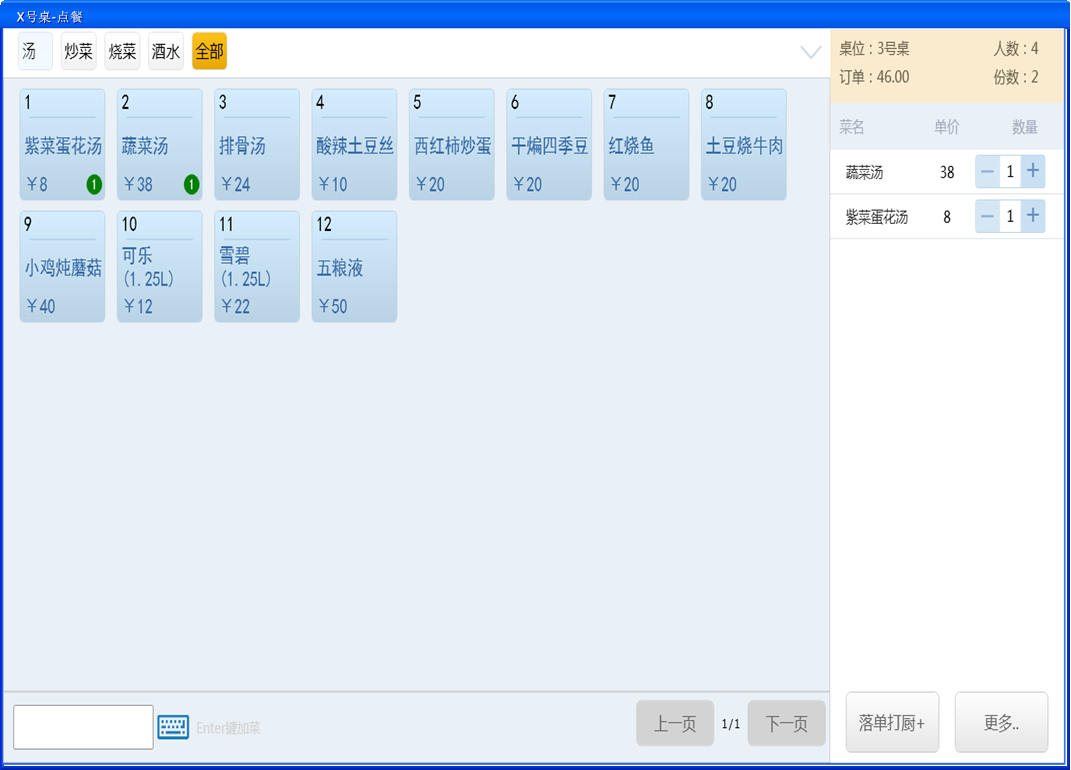 X号桌-点餐
汤 炒菜 烧菜 酒水 全部
桌位：3号桌 人数：4
订单：46.00 份数：2
菜名 单价 数量
蔬菜汤 38 － 1 +
紫菜蛋花汤 8 － 1 +
1 2 3 4 5 6 7 8
紫菜蛋花汤 蔬菜汤 排骨汤 酸辣土豆丝 西红柿炒蛋 干煸四季豆 红烧鱼 土豆烧牛肉
￥8 1 ￥38 1 ￥24 ￥10 ￥20 ￥20 ￥20 ￥20
9 10 11 12
小鸡炖蘑菇 可乐 雪碧 五粮液
(1.25L) (1.25L)
￥40 ￥12 ￥22 ￥50
Enter键加菜 上一页 1/1 下一页 落单打厨+ 更多..